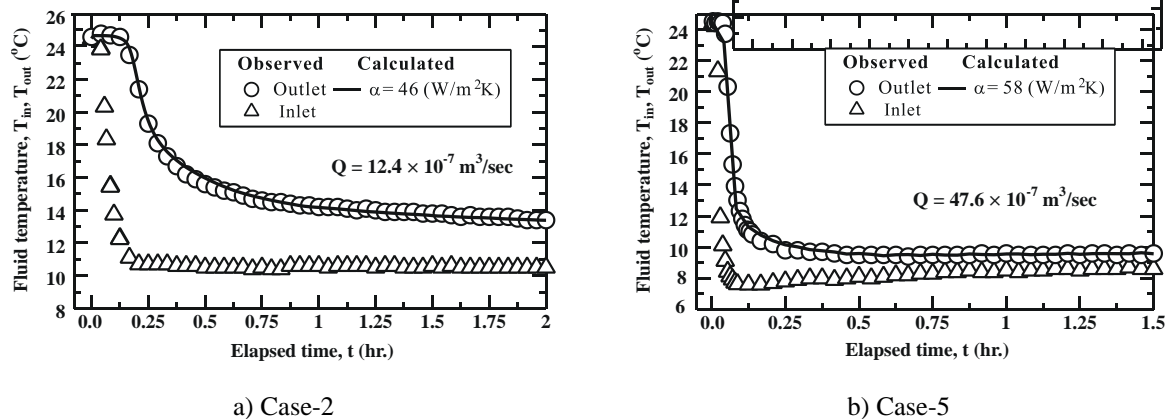 26
24
22
20
18
16
14
12
10
8
Fluid temperature, T_in, T_out (°C)
Observed Calculated
Outlet α= 46 (W/m²K)
Inlet
Q = 12.4 × 10⁻⁷ m³/sec
0.0 0.25 0.5 0.75 1 1.25 1.5 1.75 2
Elapsed time, t (hr.)
a) Case-2
24
22
20
18
16
14
12
10
8
6
Fluid temperature, T_in, T_out (°C)
Observed Calculated
Outlet α= 58 (W/m²K)
Inlet
Q = 47.6 × 10⁻⁷ m³/sec
0.0 0.25 0.5 0.75 1 1.25 1.5
Elapsed time, t (hr.)
b) Case-5